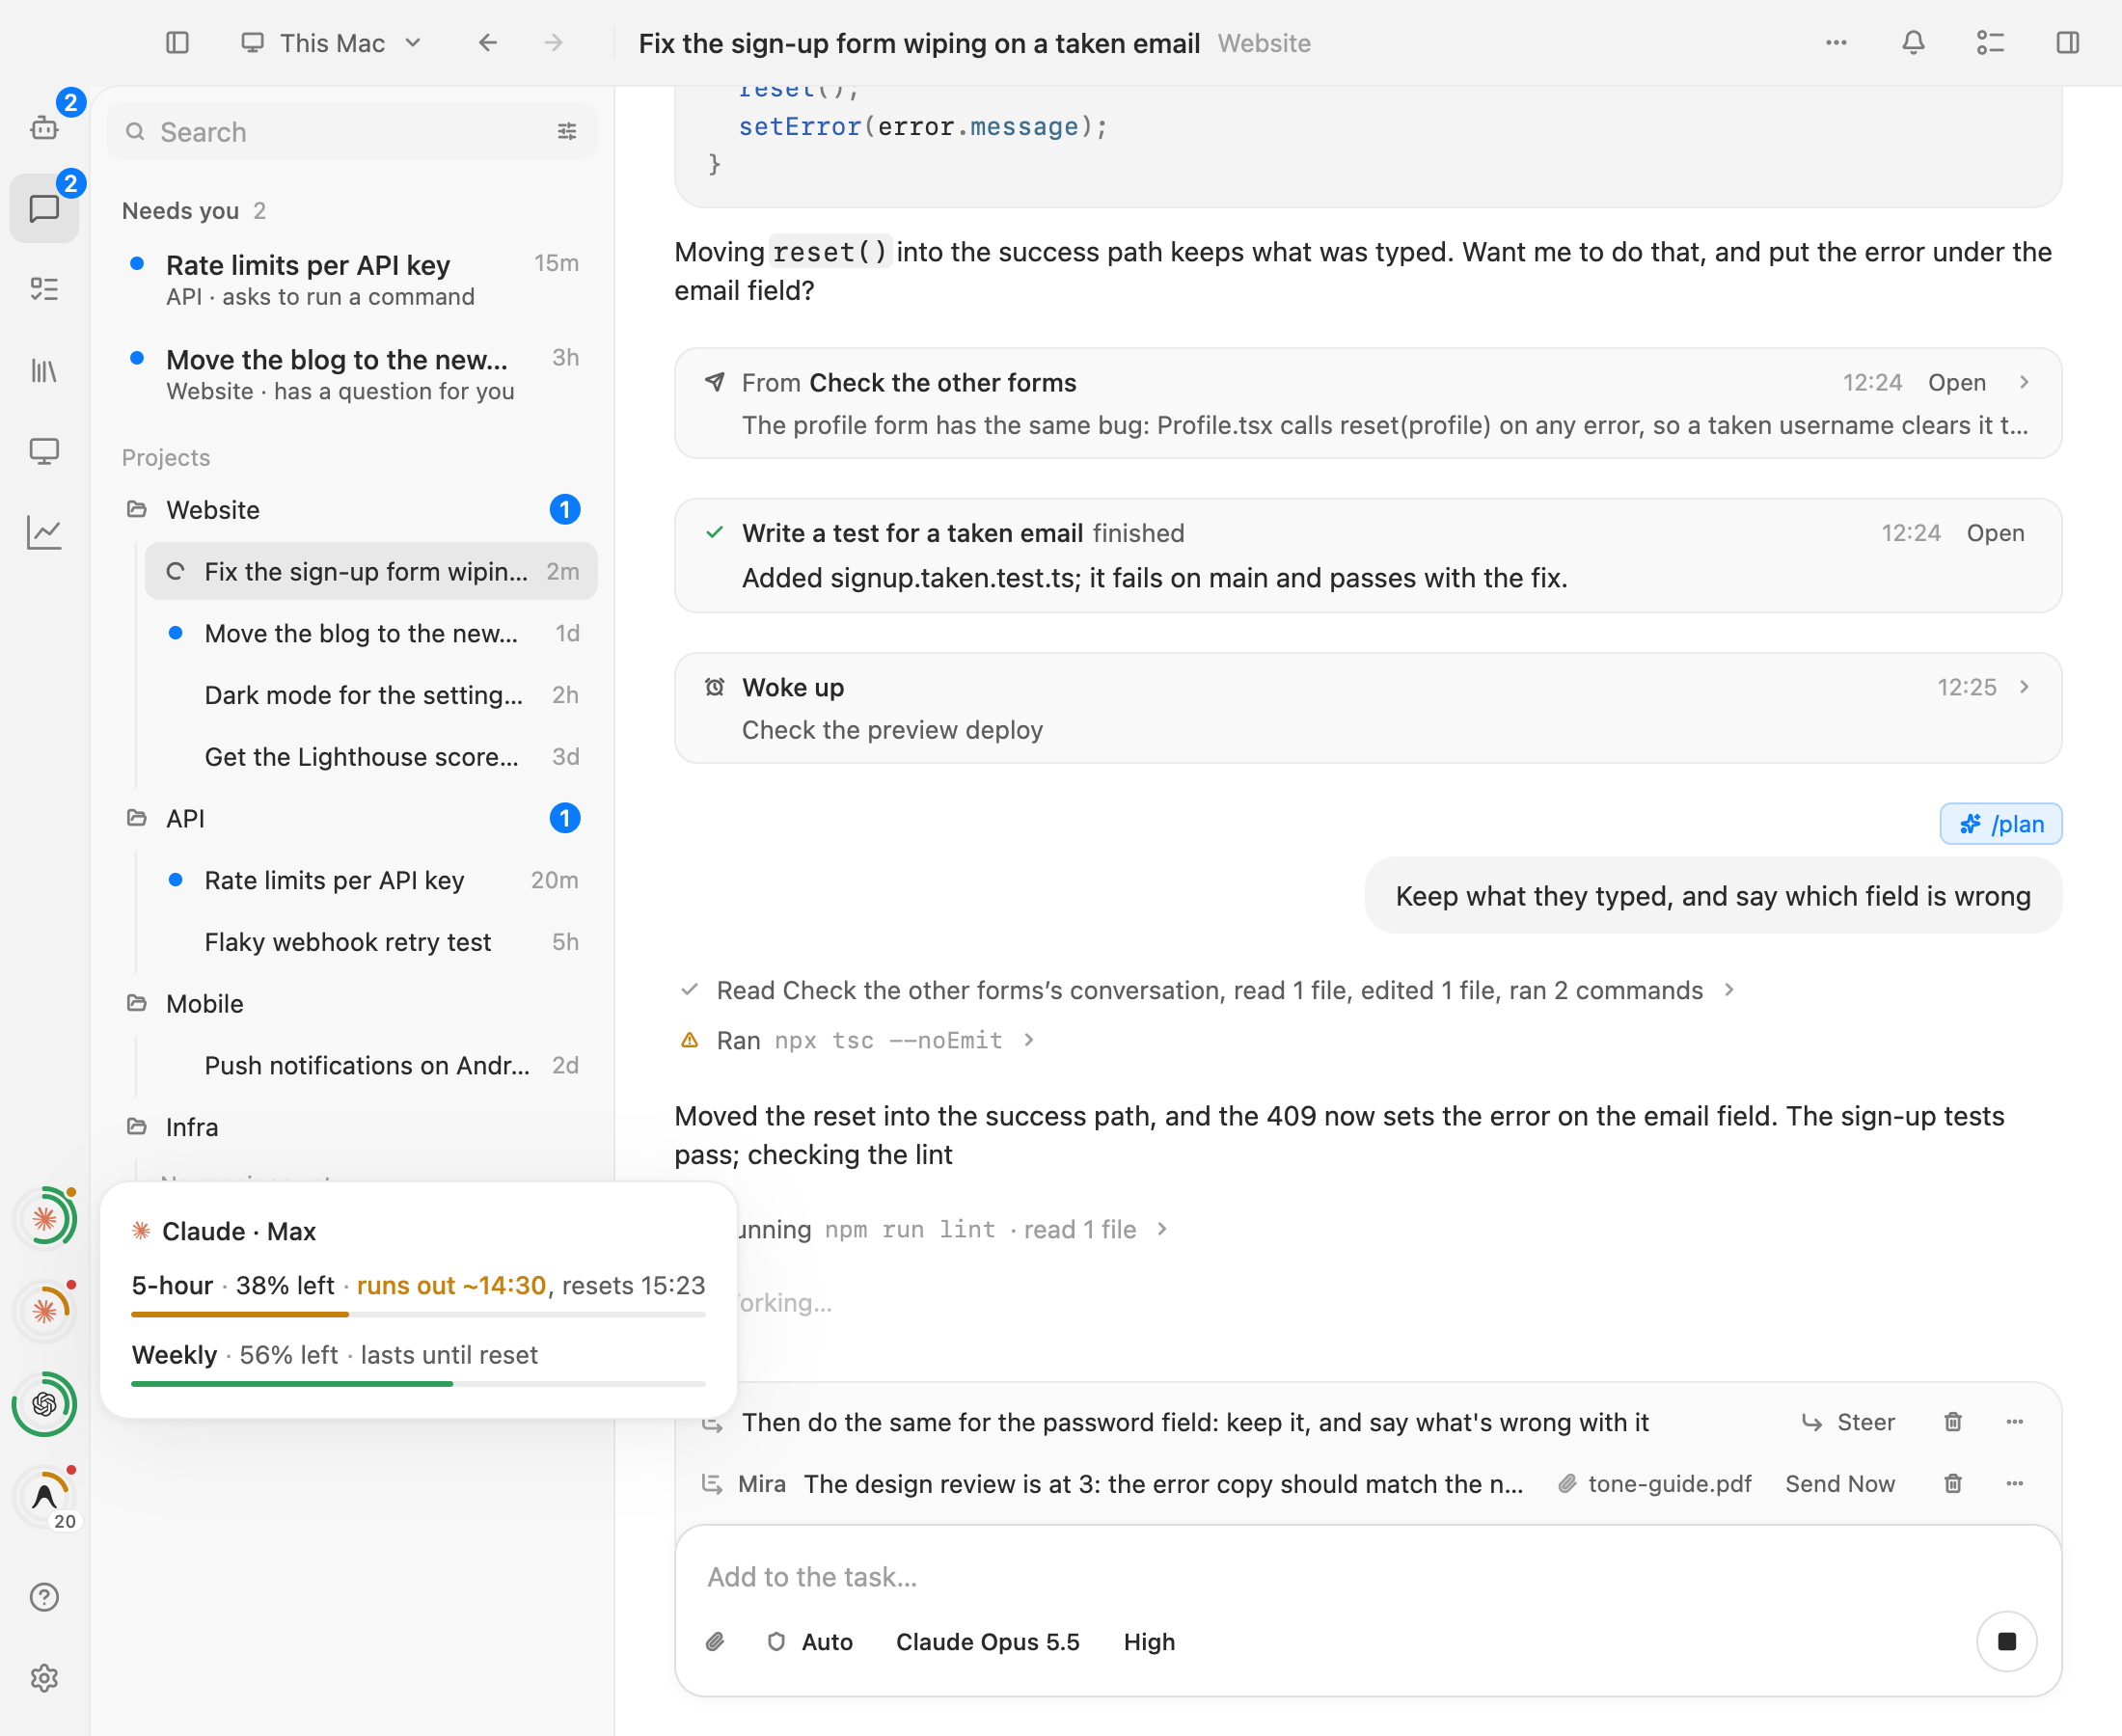 This Mac
Fix the sign-up form wiping on a taken email Website
2
2
Search
Needs you 2
Rate limits per API key 15m
API · asks to run a command
Move the blog to the new... 3h
Website · has a question for you
Projects
Website 1
Fix the sign-up form wipin... 2m
Move the blog to the new... 1d
Dark mode for the setting... 2h
Get the Lighthouse score... 3d
API 1
Rate limits per API key 20m
Flaky webhook retry test 5h
Mobile
Push notifications on Andr... 2d
Infra
20
Claude · Max
5-hour · 38% left · runs out ~14:30, resets 15:23
Weekly · 56% left · lasts until reset
reset();
setError(error.message);
}
Moving reset() into the success path keeps what was typed. Want me to do that, and put the error under the
email field?
From Check the other forms 12:24 Open
The profile form has the same bug: Profile.tsx calls reset(profile) on any error, so a taken username clears it t...
Write a test for a taken email finished 12:24 Open
Added signup.taken.test.ts; it fails on main and passes with the fix.
Woke up 12:25
Check the preview deploy
/plan
Keep what they typed, and say which field is wrong
Read Check the other forms’s conversation, read 1 file, edited 1 file, ran 2 commands
Ran npx tsc --noEmit
Moved the reset into the success path, and the 409 now sets the error on the email field. The sign-up tests
pass; checking the lint
unning npm run lint · read 1 file
orking...
Then do the same for the password field: keep it, and say what's wrong with it Steer
Mira The design review is at 3: the error copy should match the n... tone-guide.pdf Send Now
Add to the task...
Auto Claude Opus 5.5 High